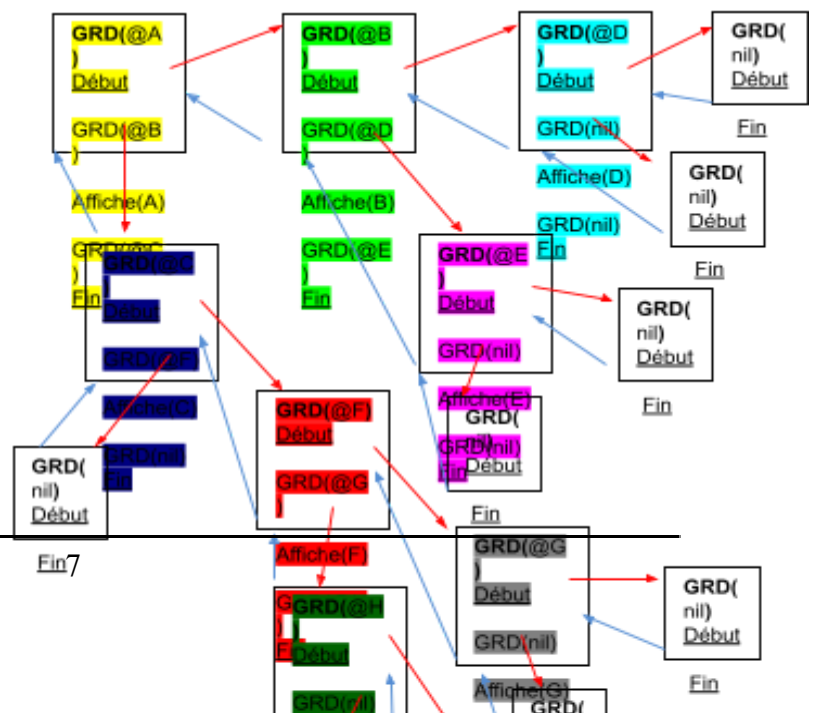 GRD(@A
)
Début
GRD(@B
)
Affiche(A)
GRD(@C
)
Fin
GRD(@B
)
Début
GRD(@D
)
Affiche(B)
GRD(@E
)
Fin
GRD(@D
)
Début
GRD(nil)
Affiche(D)
GRD(nil)
Fin
GRD(
nil)
Début
Fin
GRD(
nil)
Début
Fin
GRD(@C
)
Début
GRD(@F)
Affiche(C)
GRD(nil)
Fin
GRD(@E
)
Début
GRD(nil)
Affiche(E)
GRD(nil)
Fin
GRD(
nil)
Début
Fin
GRD(
nil)
Début
Fin
GRD(
nil)
Début
Fin
7
GRD(@F)
Début
GRD(@G
)
Affiche(F)
)
GRD(@G
)
Début
GRD(nil)
Affiche(G)
GRD(
nil)
Début
Fin
GRD(@H
)
Début
GRD(nil)
GRD(